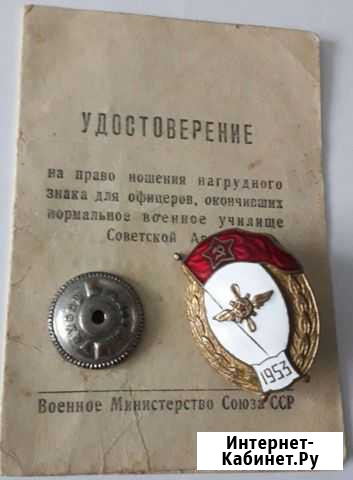 УДОСТОВЕРЕНИЕ
на право ношения нагрудного
знака для офицеров, окончивших
нормальное военное училище
Советской
1953
Военное Министерство Союза ССР
Интернет-
Кабинет.Ру